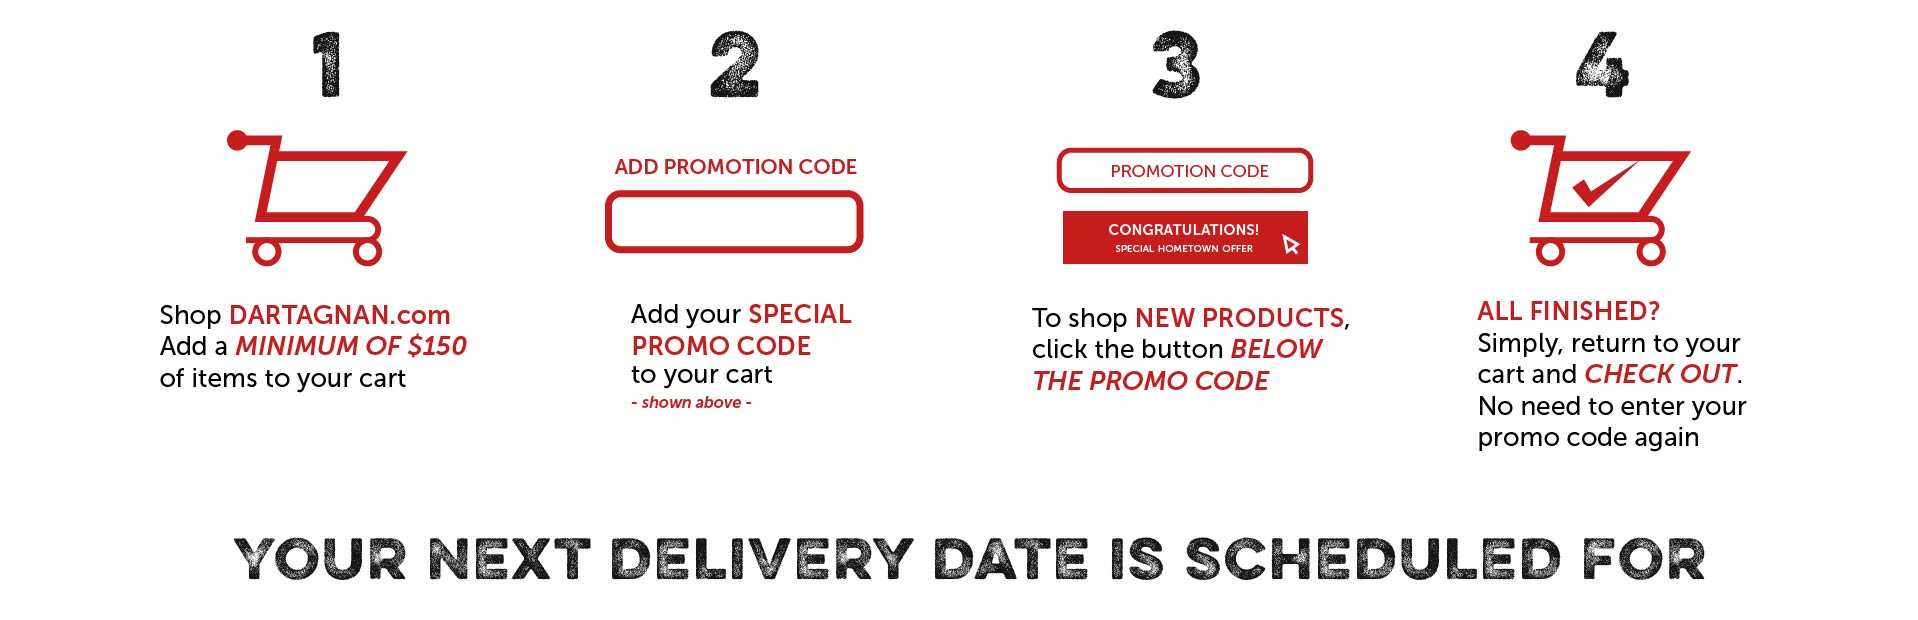 1
2
3
4
ADD PROMOTION CODE
PROMOTION CODE
CONGRATULATIONS!
SPECIAL HOMETOWN OFFER
Shop DARTAGNAN.com
Add a MINIMUM OF $150
of items to your cart
Add your SPECIAL
PROMO CODE
to your cart
- shown above -
To shop NEW PRODUCTS,
click the button BELOW
THE PROMO CODE
ALL FINISHED?
Simply, return to your
cart and CHECK OUT.
No need to enter your
promo code again
YOUR NEXT DELIVERY DATE IS SCHEDULED FOR